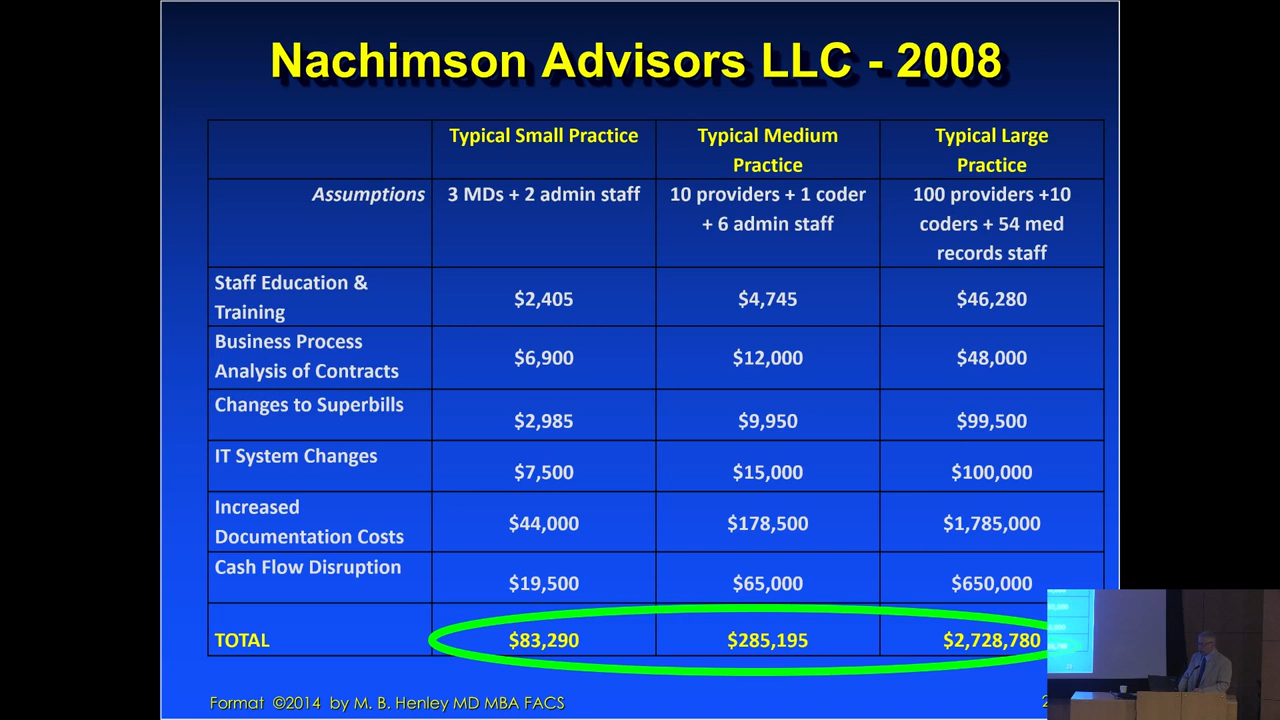 Nachimson Advisors LLC - 2008
Typical Small Practice
Typical Medium
Practice
Typical Large
Practice
Assumptions
3 MDs + 2 admin staff
10 providers + 1 coder
+ 6 admin staff
100 providers +10
coders + 54 med
records staff
Staff Education &
Training
$2,405
$4,745
$46,280
Business Process
Analysis of Contracts
$6,900
$12,000
$48,000
Changes to Superbills
$2,985
$9,950
$99,500
IT System Changes
$7,500
$15,000
$100,000
Increased
Documentation Costs
$44,000
$178,500
$1,785,000
Cash Flow Disruption
$19,500
$65,000
$650,000
TOTAL
$83,290
$285,195
$2,728,780
Format ©2014 by M. B. Henley MD MBA FACS